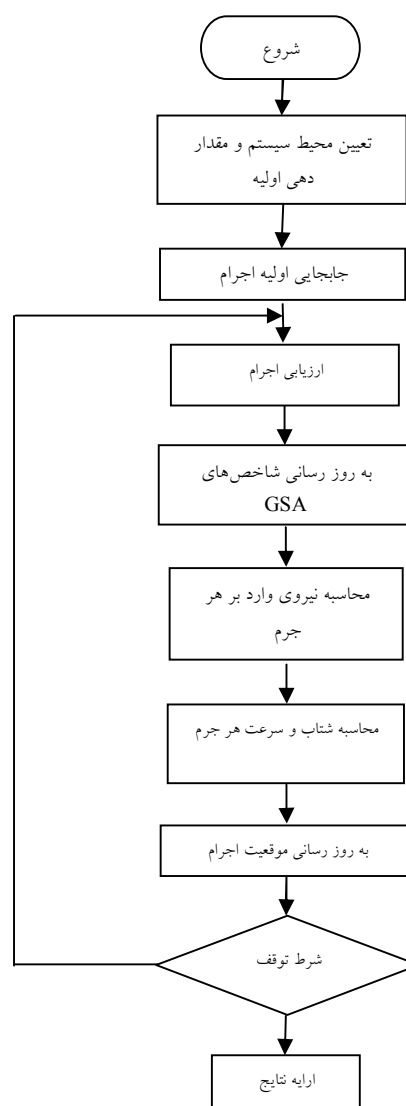 شروع
تعیین محیط سیستم و مقدار
دهی اولیه
جابجایی اولیه اجرام
ارزیابی اجرام
به روز رسانی شاخص‌های
GSA
محاسبه نیروی وارد بر هر
جرم
محاسبه شتاب و سرعت هر جرم
به روز رسانی موقعیت اجرام
شرط توقف
ارایه نتایج